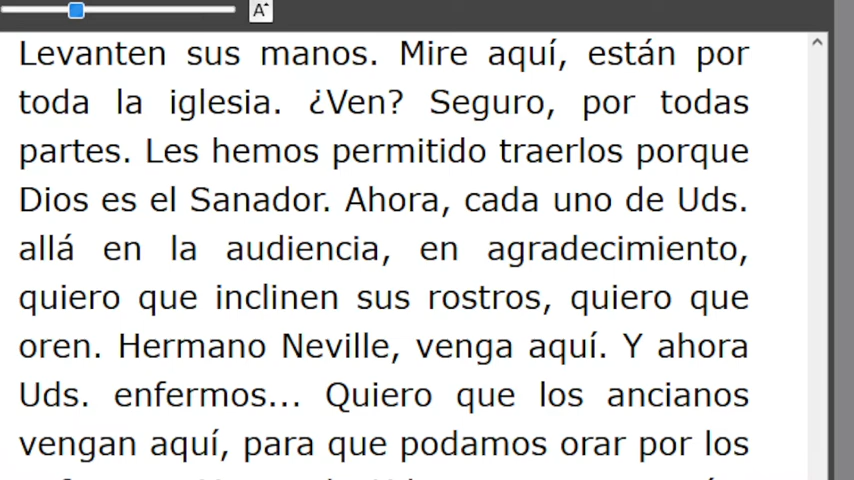 A
Levanten sus manos. Mire aquí, están por
toda la iglesia. ¿Ven? Seguro, por todas
partes. Les hemos permitido traerlos porque
Dios es el Sanador. Ahora, cada uno de Uds.
allá en la audiencia, en agradecimiento,
quiero que inclinen sus rostros, quiero que
oren. Hermano Neville, venga aquí. Y ahora
Uds. enfermos... Quiero que los ancianos
vengan aquí, para que podamos orar por los